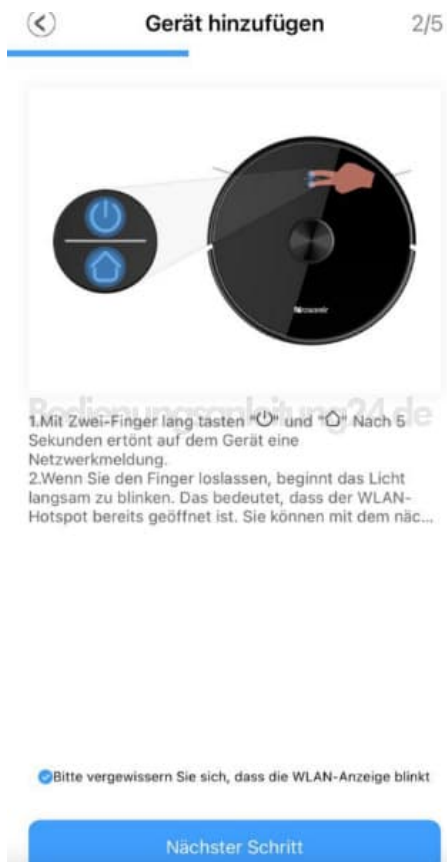 Gerät hinzufügen 2/5
Proscenic
Bedienungsanleitung24.de
1.Mit Zwei-Finger lang tasten "⏻" und "⌂" Nach 5
Sekunden ertönt auf dem Gerät eine
Netzwerkmeldung.
2.Wenn Sie den Finger loslassen, beginnt das Licht
langsam zu blinken. Das bedeutet, dass der WLAN-
Hotspot bereits geöffnet ist. Sie können mit dem näc...
Bitte vergewissern Sie sich, dass die WLAN-Anzeige blinkt
Nächster Schritt